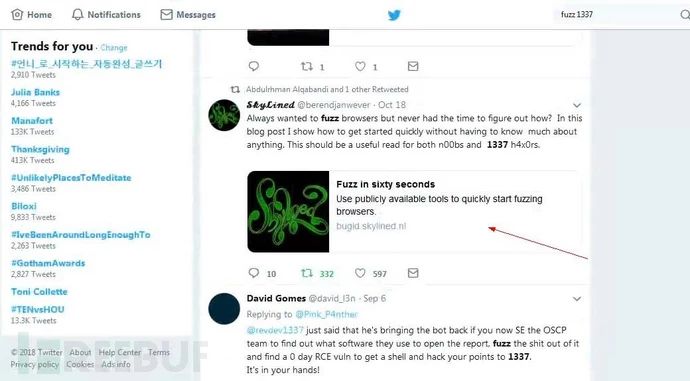 Home
Notifications
Messages
fuzz 1337
Trends for you · Change
#언니_로_시작하는_자동완성_글쓰기
2,910 Tweets
Julia Banks
4,166 Tweets
Manafort
133K Tweets
Thanksgiving
413K Tweets
#UnlikelyPlacesToMeditate
3,486 Tweets
Biloxi
9,833 Tweets
#IveBeenAroundLongEnoughTo
2,263 Tweets
#GothamAwards
2,827 Tweets
Toni Collette
#TENvsHOU
13.3K Tweets
© 2018 Twitter About Help Center Terms
Privacy policy Cookies Ads info
FREEBUF
1 1
Abdulrhman Alqabandi and 1 other Retweeted
SkyLined @berendjanwever · Oct 18
Always wanted to fuzz browsers but never had the time to figure out how? In this
blog post I show how to get started quickly without having to know much about
anything. This should be a useful read for both n00bs and 1337 h4x0rs.
Fuzz in sixty seconds
Use publicly available tools to quickly start fuzzing
browsers.
bugid.skylined.nl
10 332 597
David Gomes @david_l3n · Sep 6
Replying to @Pink_P4nther
@revdev1337 just said that he's bringing the bot back if you now SE the OSCP
team to find out what software they use to open the report, fuzz the shit out of it
and find a 0 day RCE vuln to get a shell and hack your points to 1337.
It's in your hands!